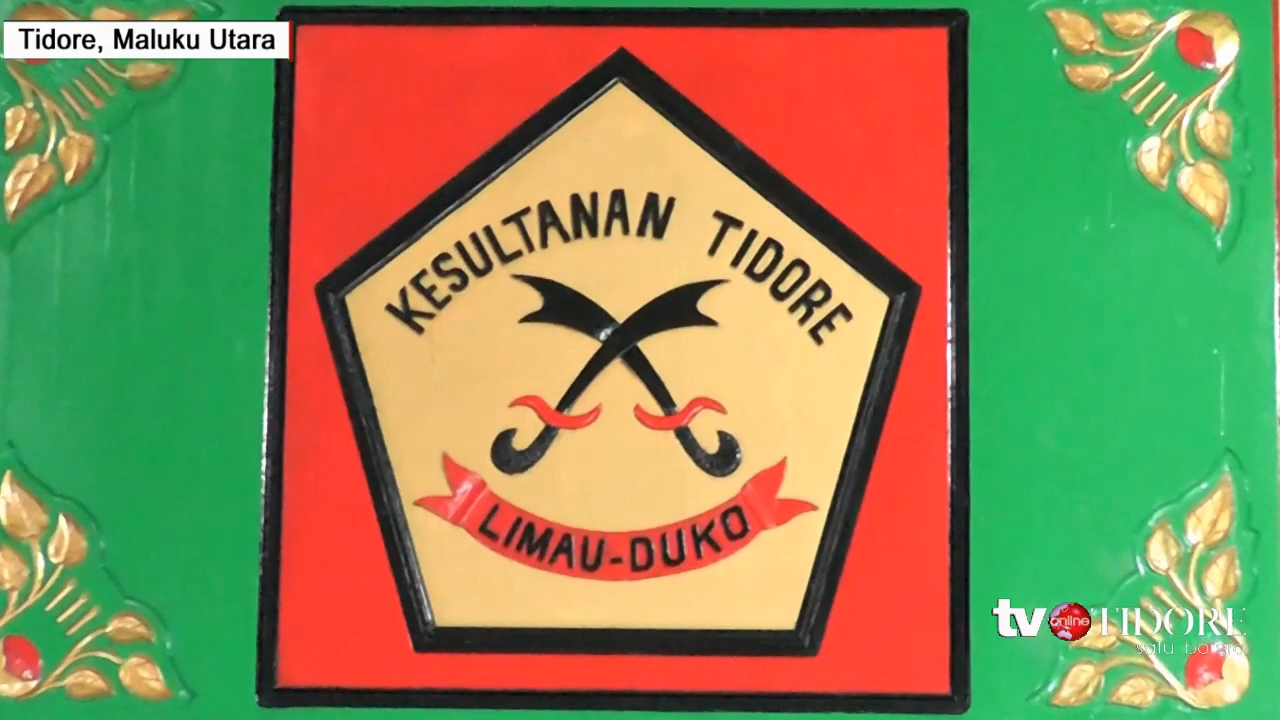 Tidore, Maluku Utara
KESULTANAN TIDORE
LIMAU-DUKO
tv online TIDORE